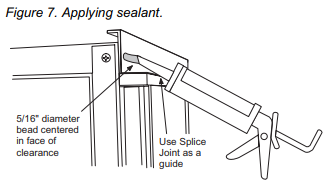 Figure 7. Applying sealant.
5/16" diameter
bead centered
in face of
clearance
Use Splice
Joint as a
guide